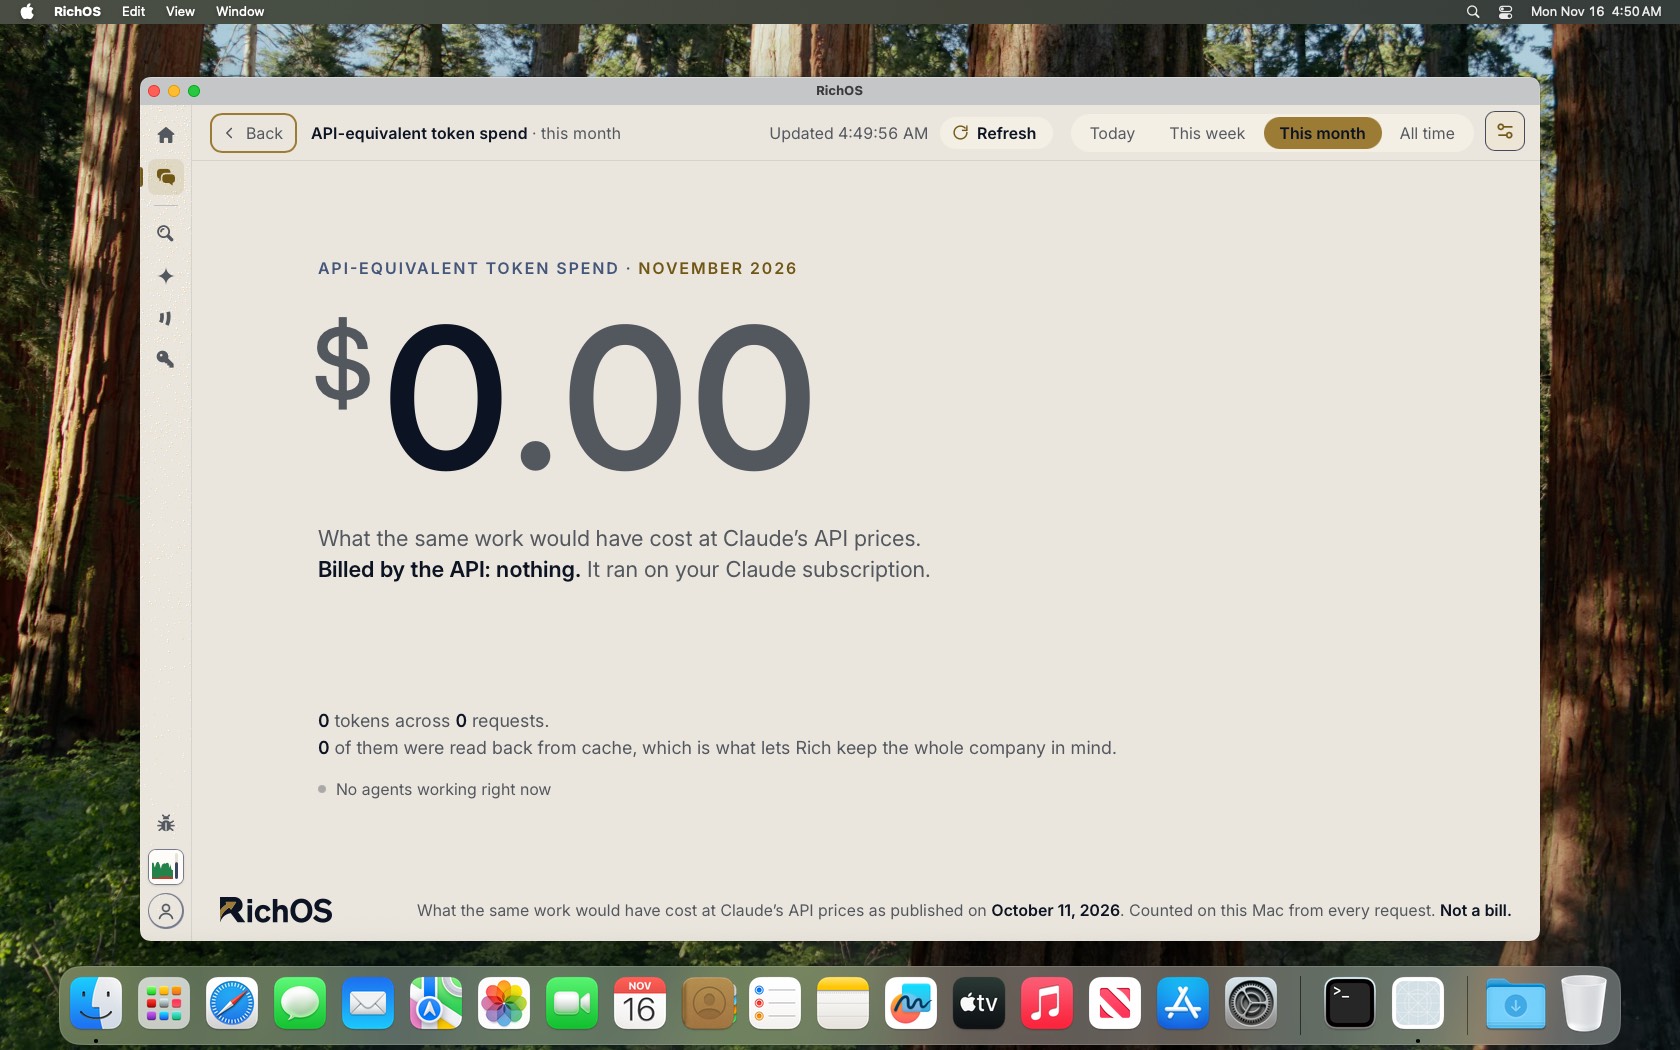 RichOS Edit View Window Mon Nov 16 4:50 AM
RichOS
Back API-equivalent token spend · this month Updated 4:49:56 AM Refresh Today This week This month All time
API-EQUIVALENT TOKEN SPEND · NOVEMBER 2026
$0.00
What the same work would have cost at Claude’s API prices.
Billed by the API: nothing. It ran on your Claude subscription.
0 tokens across 0 requests.
0 of them were read back from cache, which is what lets Rich keep the whole company in mind.
No agents working right now
RichOS What the same work would have cost at Claude’s API prices as published on October 11, 2026. Counted on this Mac from every request. Not a bill.
NOV
16
tv
>_